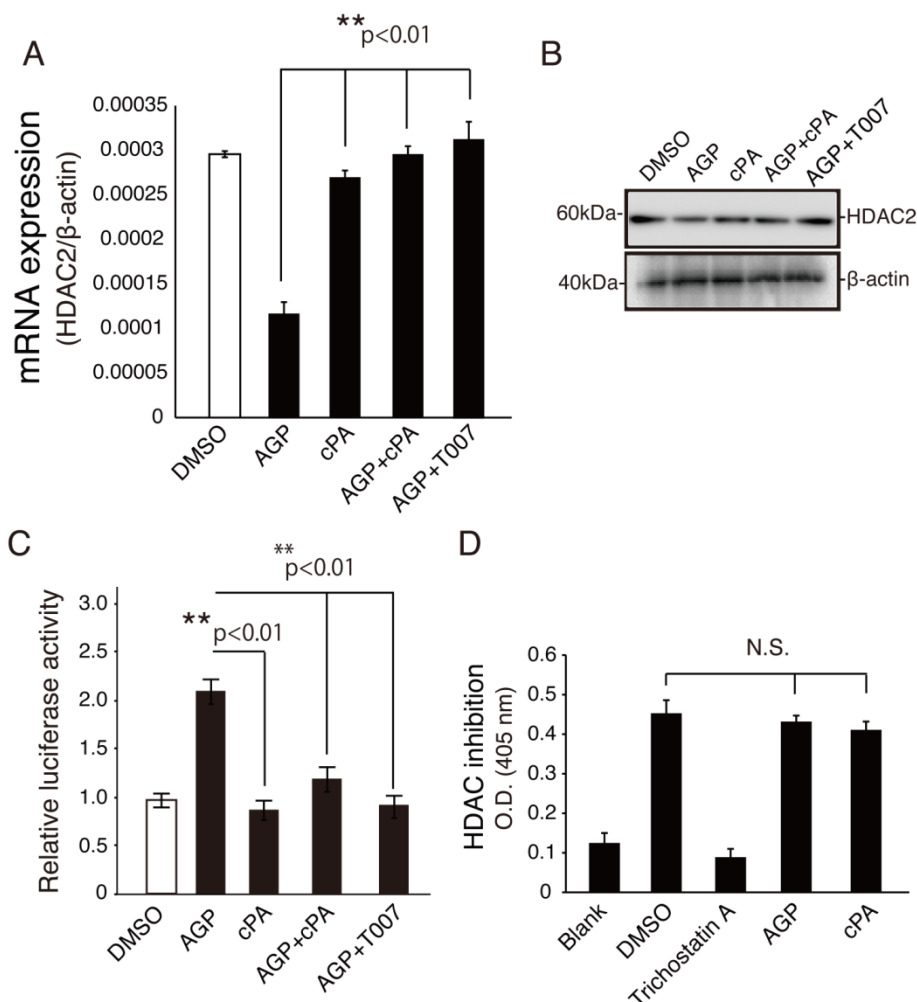 A
**
p<0.01
mRNA expression
(HDAC2/β-actin)
0.00035
0.0003
0.00025
0.0002
0.00015
0.0001
0.00005
0
DMSO
AGP
cPA
AGP+cPA
AGP+T007
B
DMSO
AGP
cPA
AGP+cPA
AGP+T007
60kDa-
-HDAC2
40kDa-
-β-actin
C
**
p<0.01
**
p<0.01
Relative luciferase activity
3.0
2.5
2.0
1.5
1.0
0.5
0
DMSO
AGP
cPA
AGP+cPA
AGP+T007
D
N.S.
HDAC inhibition
O.D. (405 nm)
0.6
0.5
0.4
0.3
0.2
0.1
0
Blank
DMSO
Trichostatin A
AGP
cPA